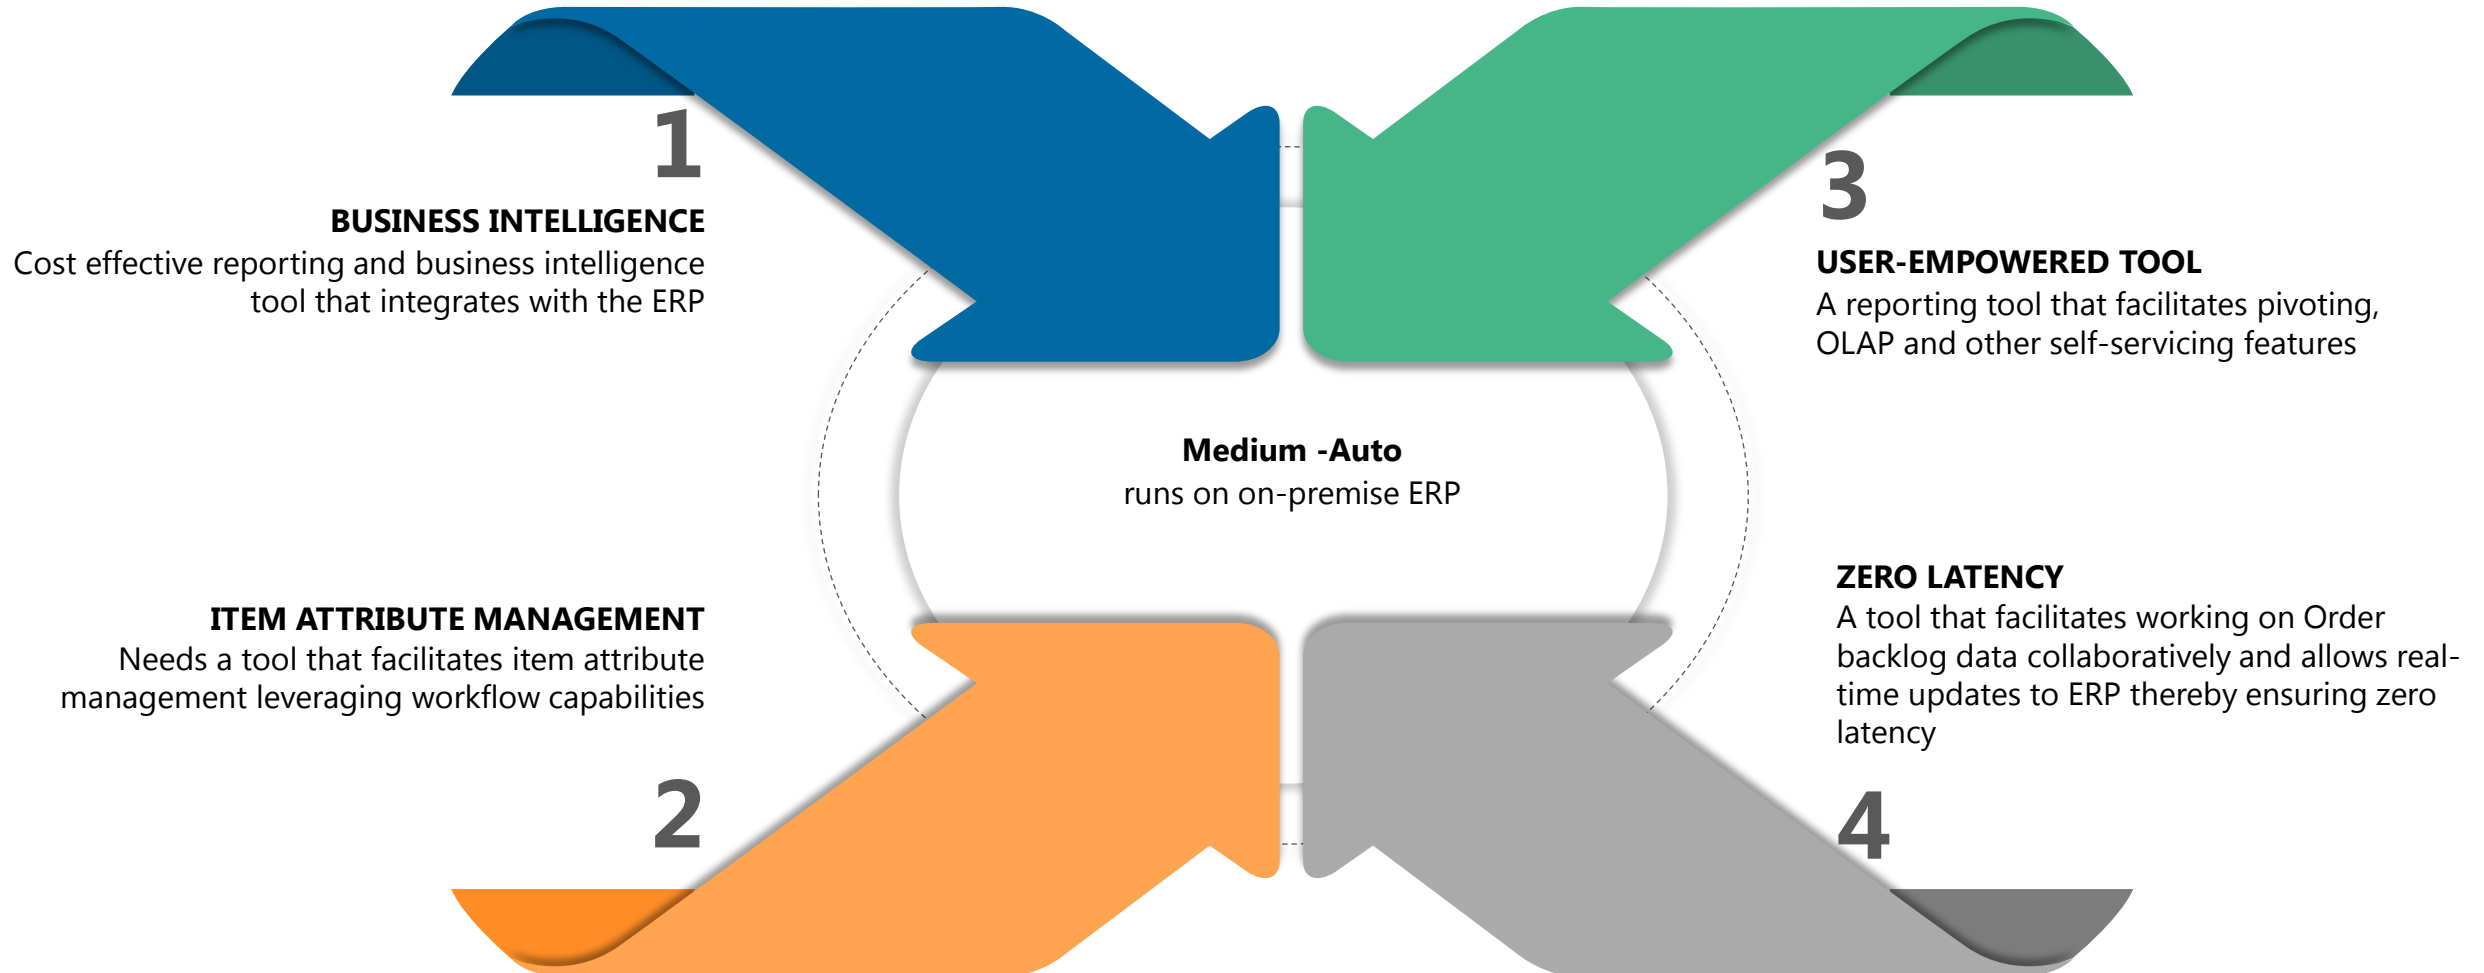 1
BUSINESS INTELLIGENCE
Cost effective reporting and business intelligence
tool that integrates with the ERP
ITEM ATTRIBUTE MANAGEMENT
Needs a tool that facilitates item attribute
management leveraging workflow capabilities
2
Medium -Auto
runs on on-premise ERP
3
USER-EMPOWERED TOOL
A reporting tool that facilitates pivoting,
OLAP and other self-servicing features
ZERO LATENCY
A tool that facilitates working on Order
backlog data collaboratively and allows real-
time updates to ERP thereby ensuring zero
latency
4